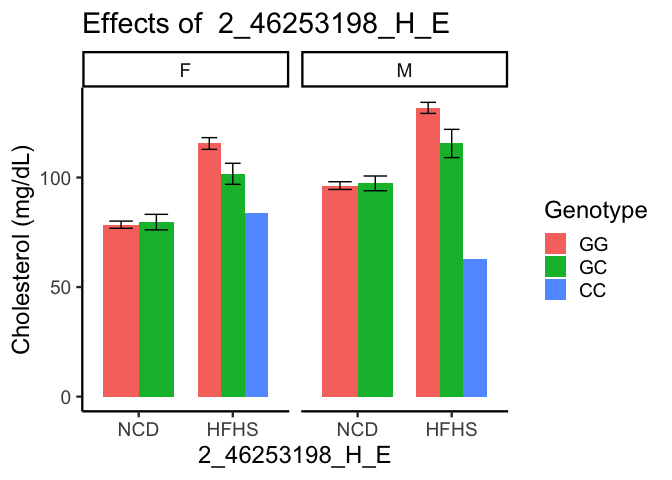 Effects of  2_46253198_H_E
F
M
Cholesterol (mg/dL)
100
50
0
NCD
HFHS
NCD
HFHS
2_46253198_H_E
Genotype
GG
GC
CC